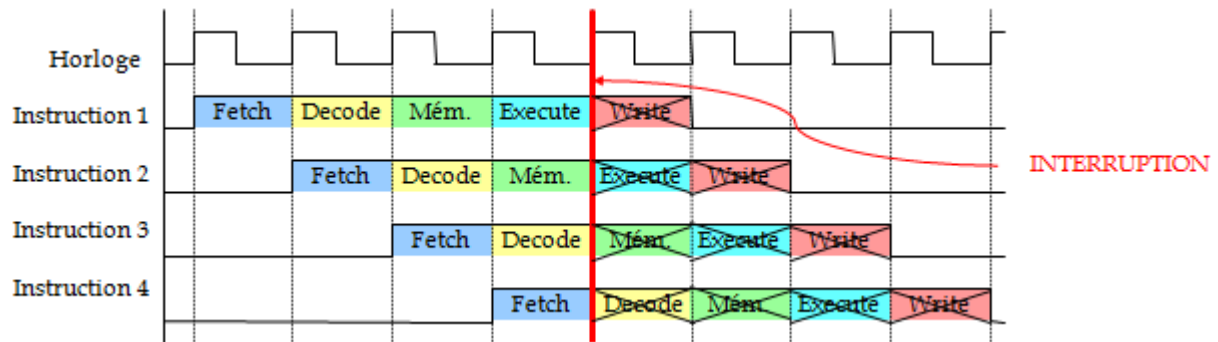 Horloge
Instruction 1 Fetch Decode Mém. Execute Write
INTERRUPTION
Instruction 2 Fetch Decode Mém. Execute Write
Instruction 3 Fetch Decode Mém. Execute Write
Instruction 4 Fetch Decode Mém. Execute Write